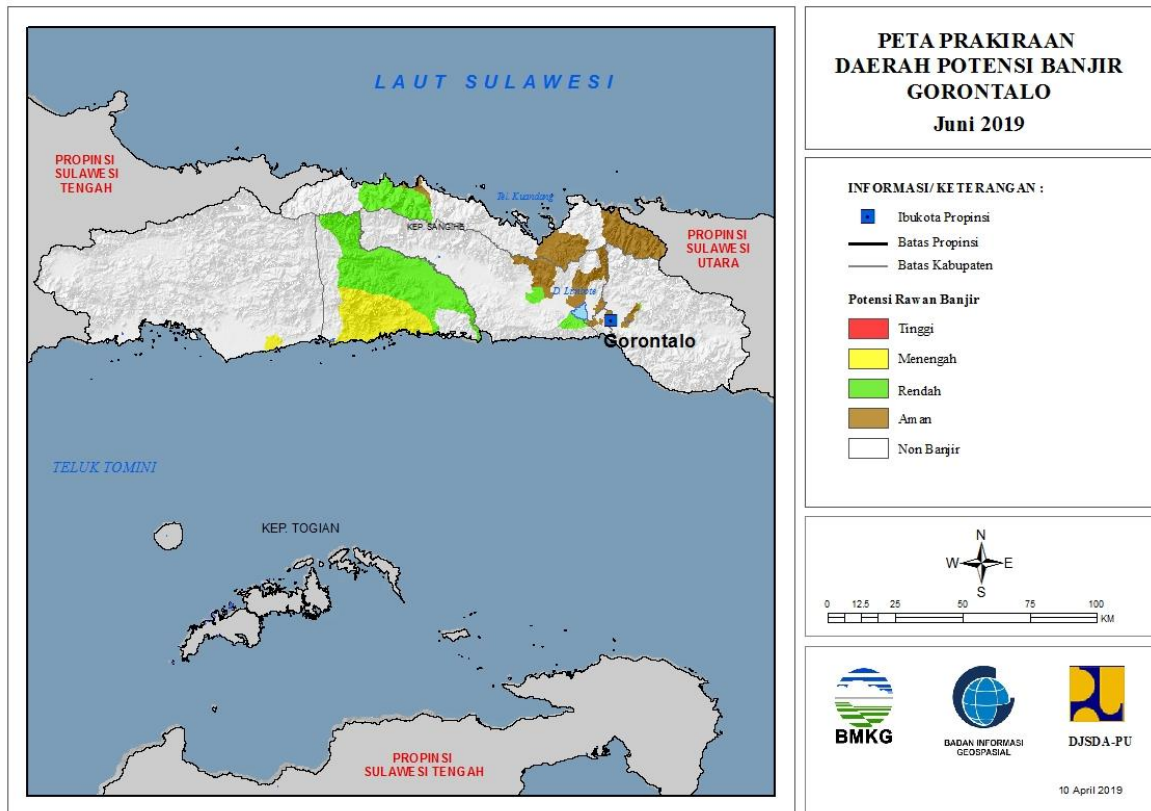 LAUT SULAWESI
PROPINSI
SULAWESI
TENGAH
Tel. Kuandang
KEP. SANGIHE
PROPINSI
SULAWESI
UTARA
D. Limboto
Gorontalo
TELUK TOMINI
KEP. TOGIAN
PROPINSI
SULAWESI TENGAH
PETA PRAKIRAAN
DAERAH POTENSI BANJIR
GORONTALO
Juni 2019
INFORMASI/ KETERANGAN :
Ibukota Propinsi
Batas Propinsi
Batas Kabupaten
Potensi Rawan Banjir
Tinggi
Menengah
Rendah
Aman
Non Banjir
N
W E
S
0 12.5 25 50 75 100
KM
BMKG
BADAN INFORMASI
GEOSPASIAL
DJSDA-PU
10 April 2019